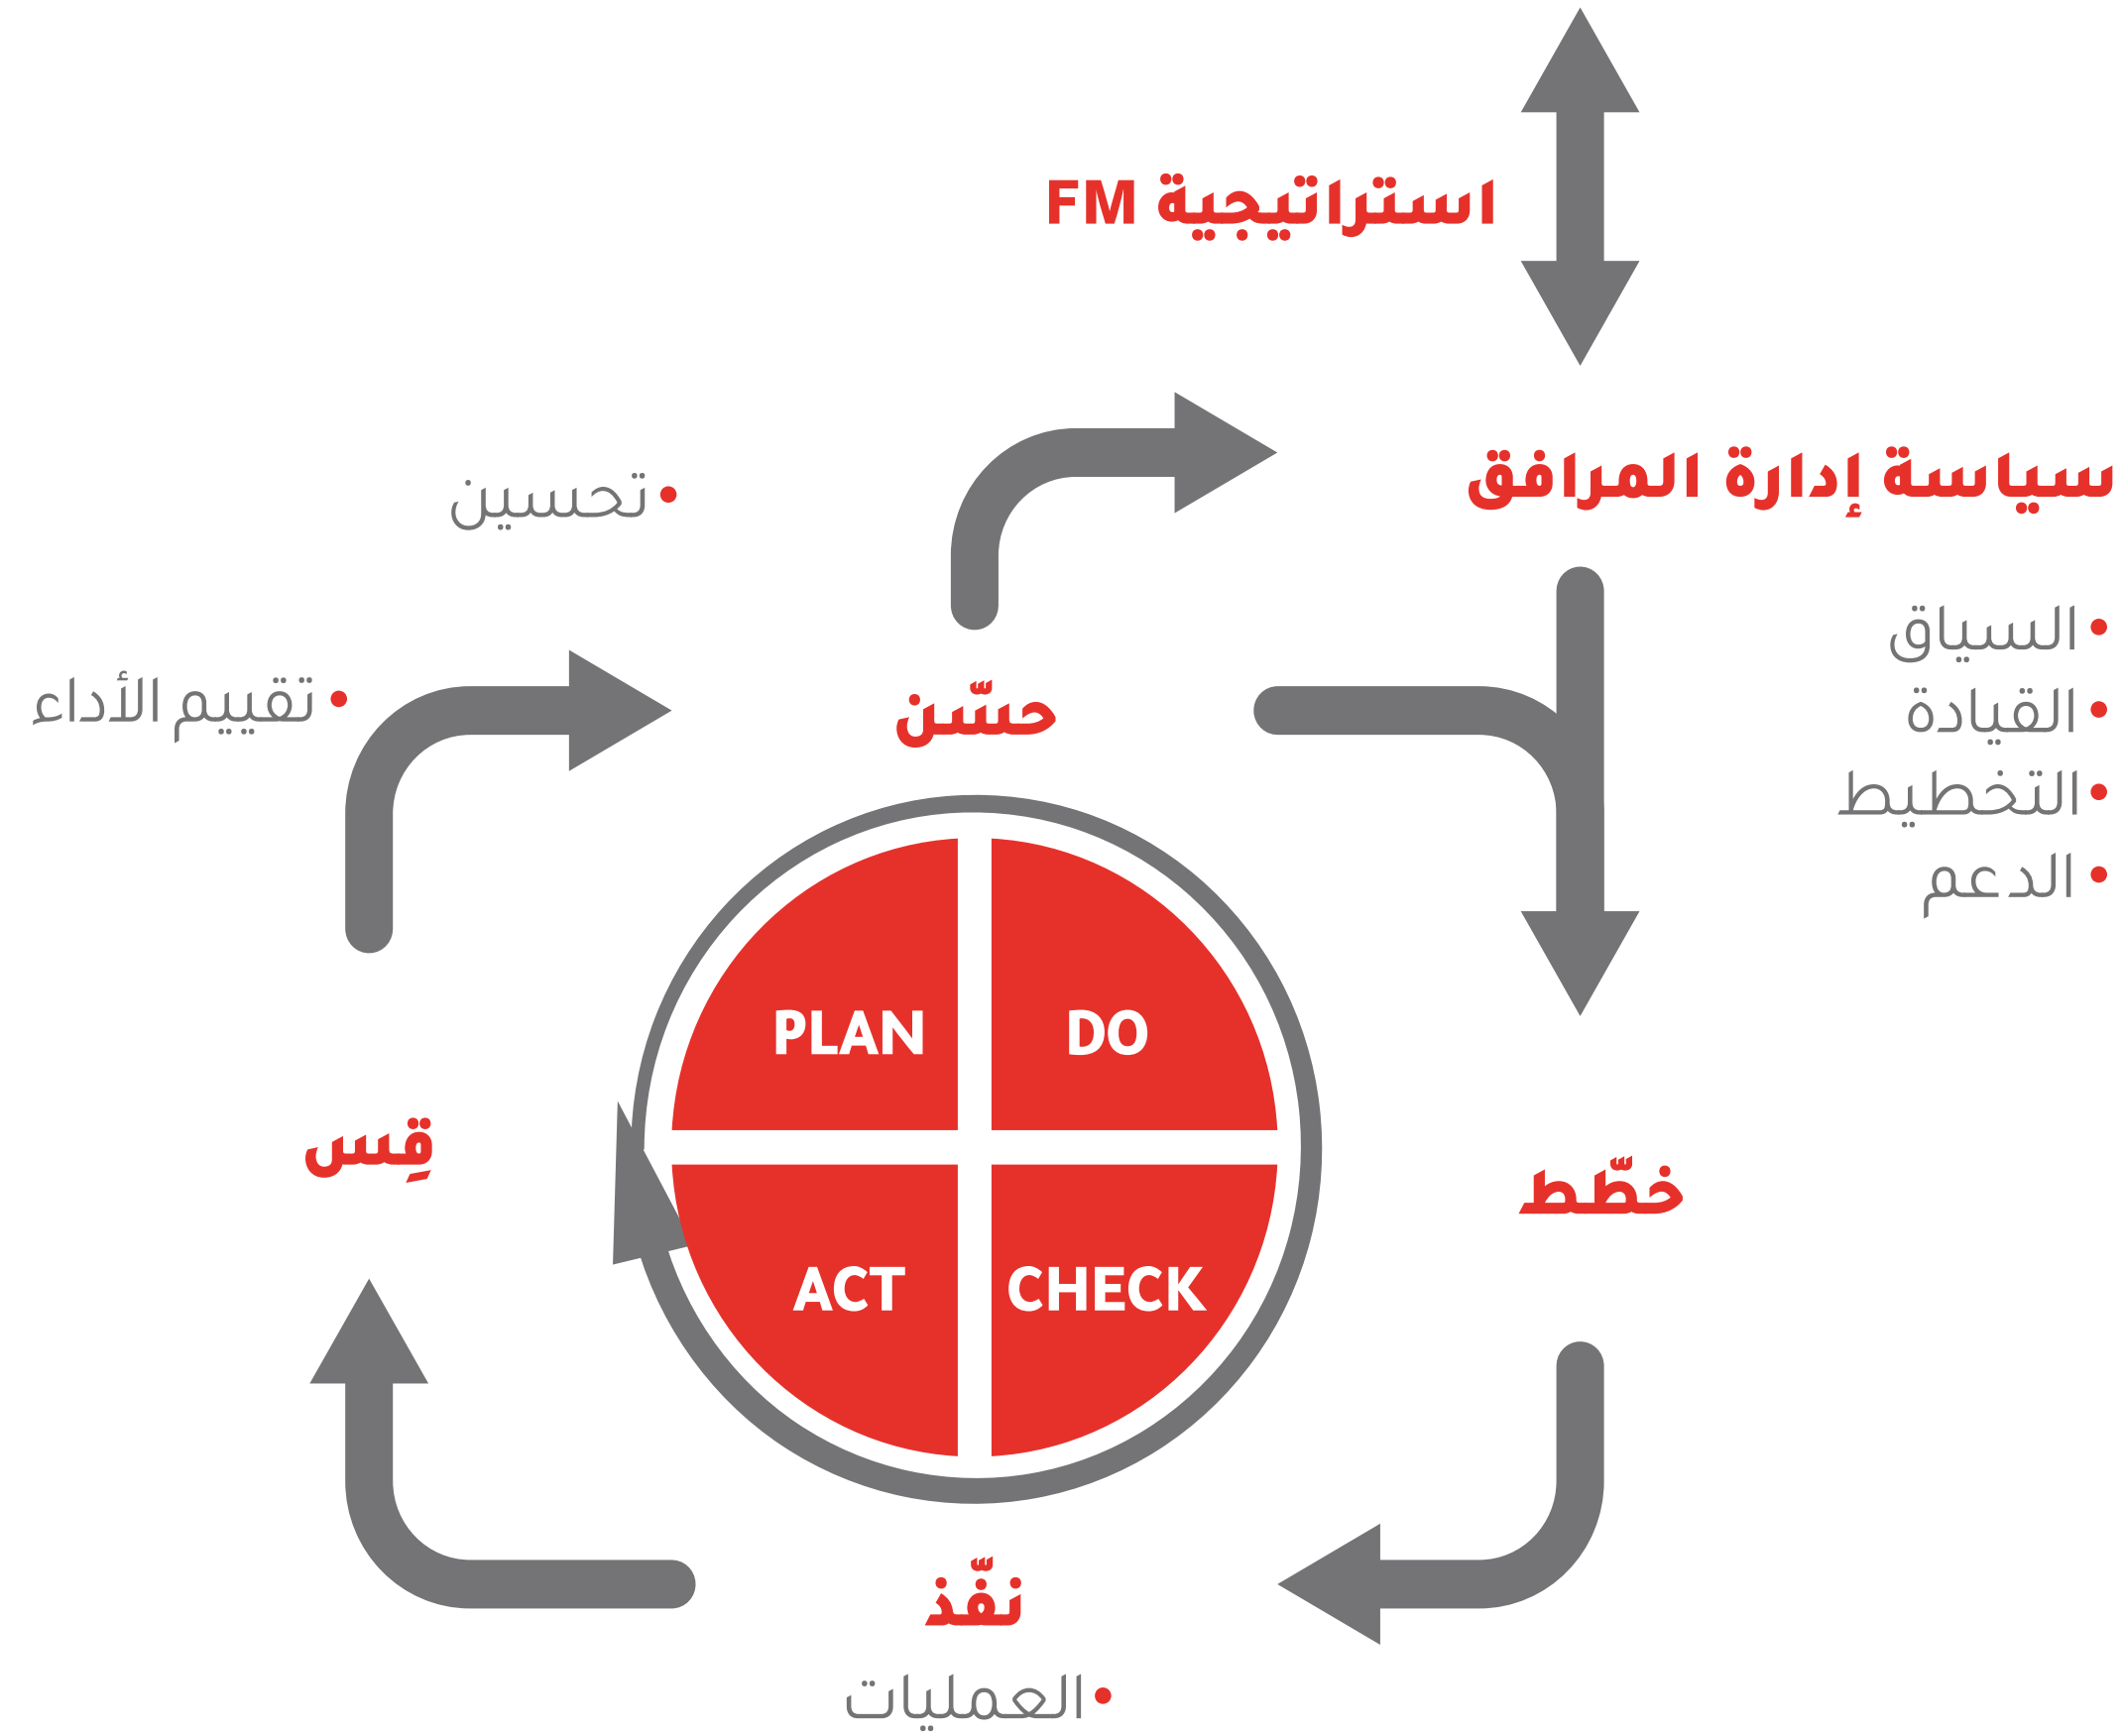 استراتيجية FM
سياسة إدارة المرافق
• السياق
• القيادة
• التخطيط
• الدعم
• تحسين
• تقييم الأداء
حسّن
PLAN
DO
ACT
CHECK
قِس
خطّط
نفّذ
• العمليات